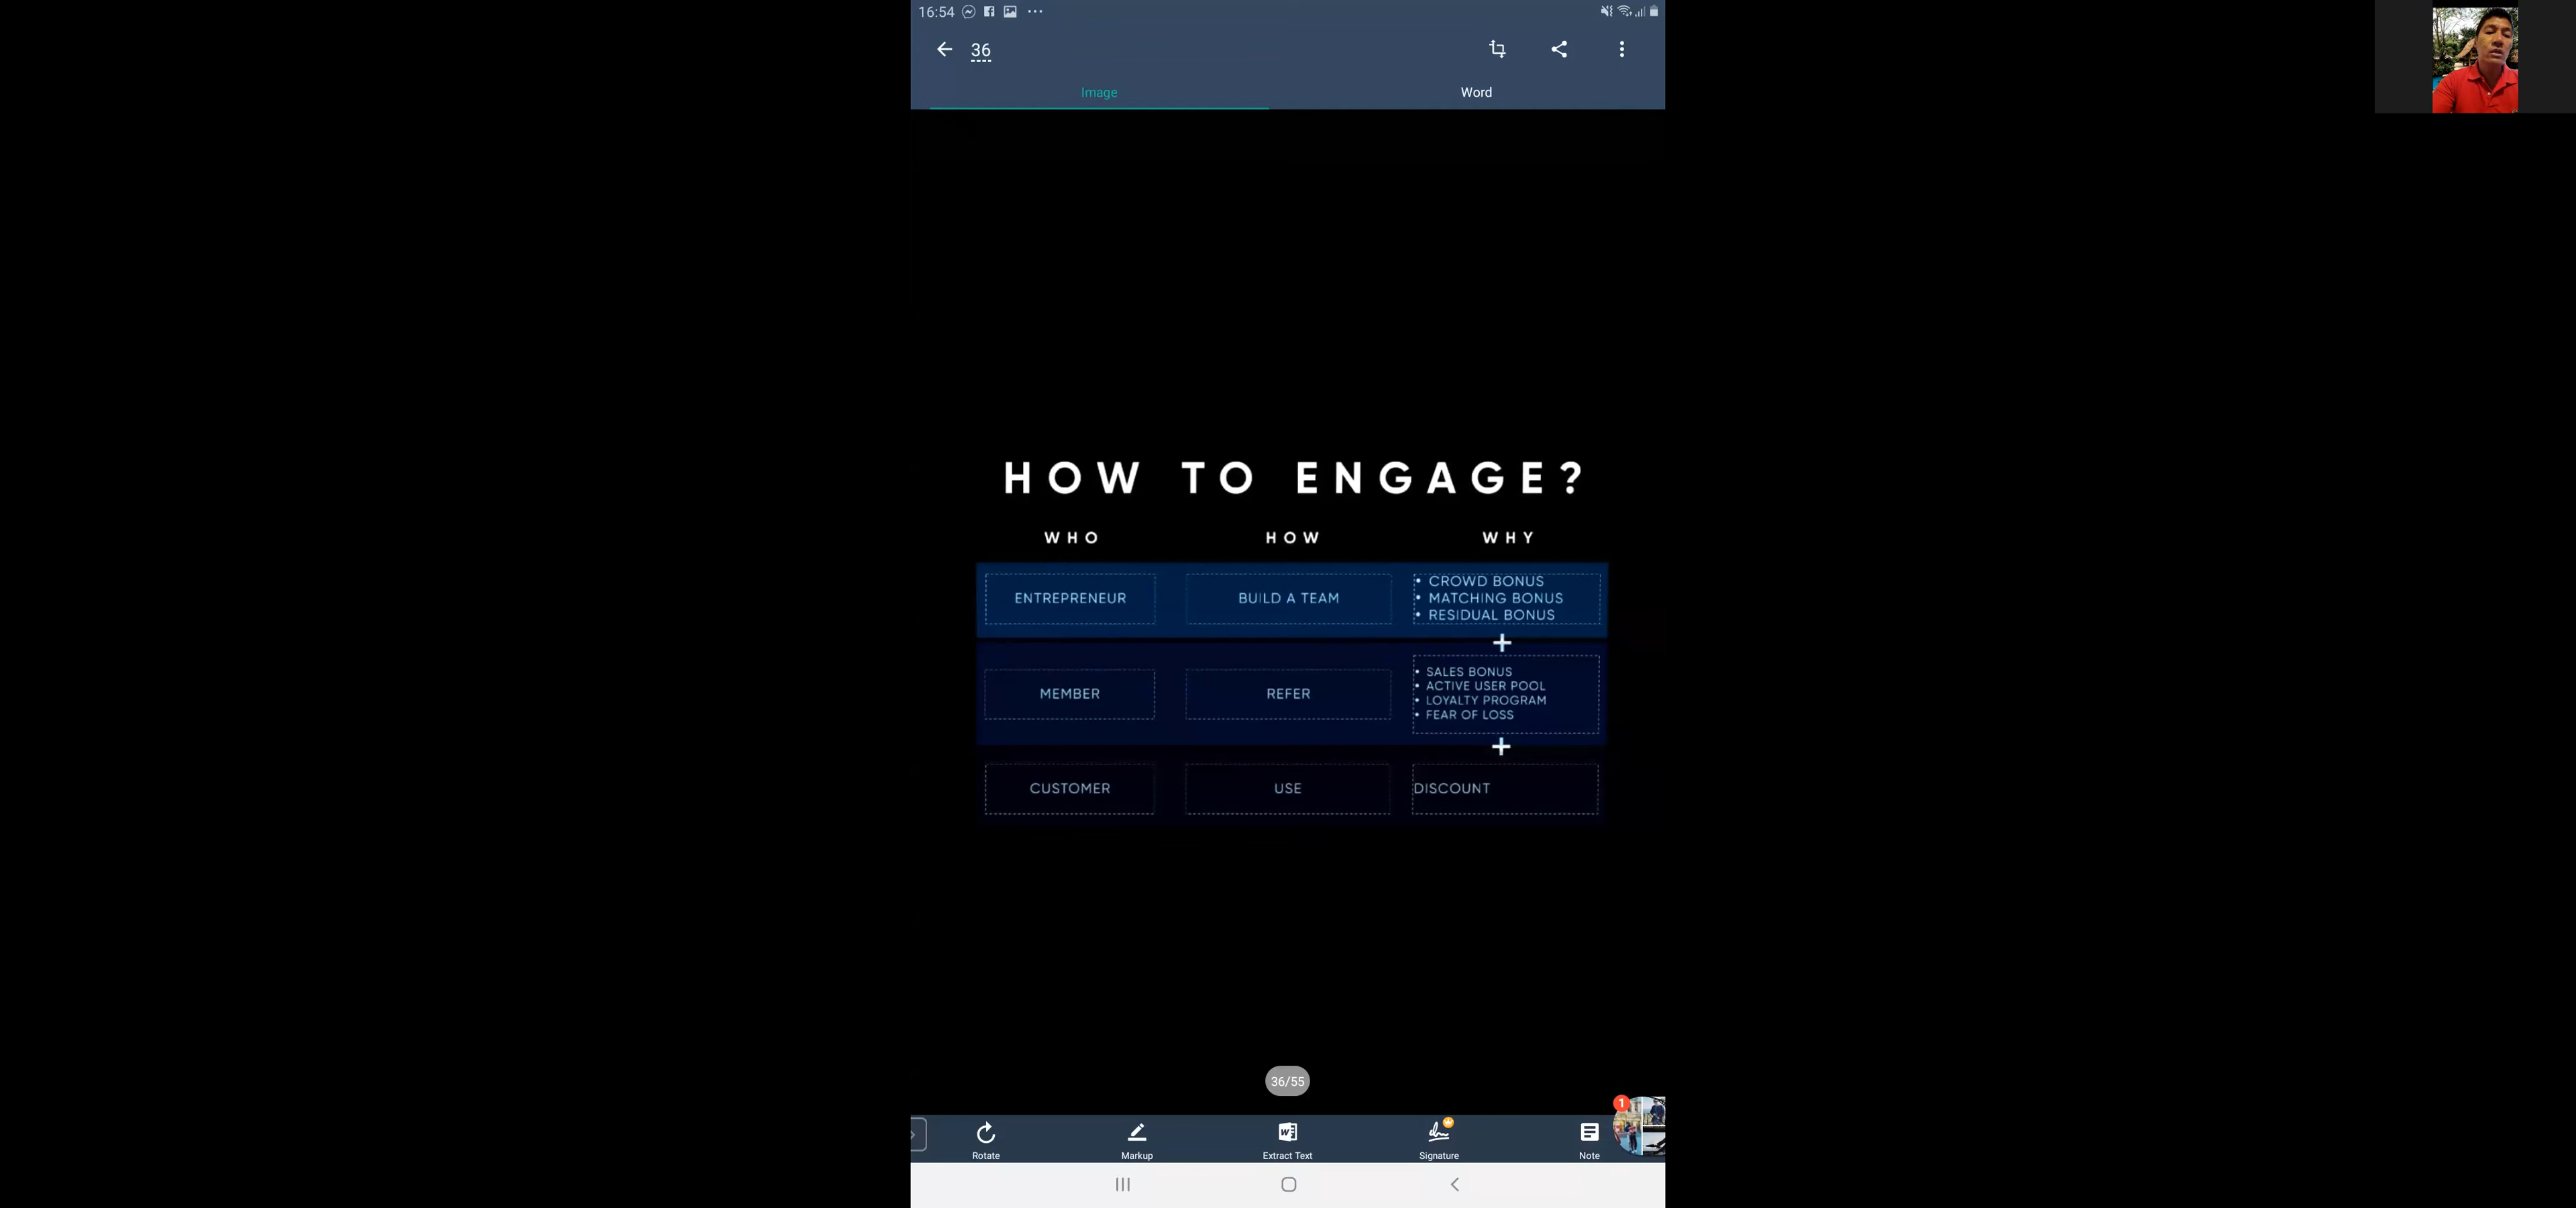 16:54
36
Image Word
HOW TO ENGAGE?
WHO HOW WHY
ENTREPRENEUR BUILD A TEAM
• CROWD BONUS
• MATCHING BONUS
• RESIDUAL BONUS
+
MEMBER REFER
• SALES BONUS
• ACTIVE USER POOL
• LOYALTY PROGRAM
• FEAR OF LOSS
+
CUSTOMER USE DISCOUNT
36/55
1
Rotate Markup Extract Text Signature Note